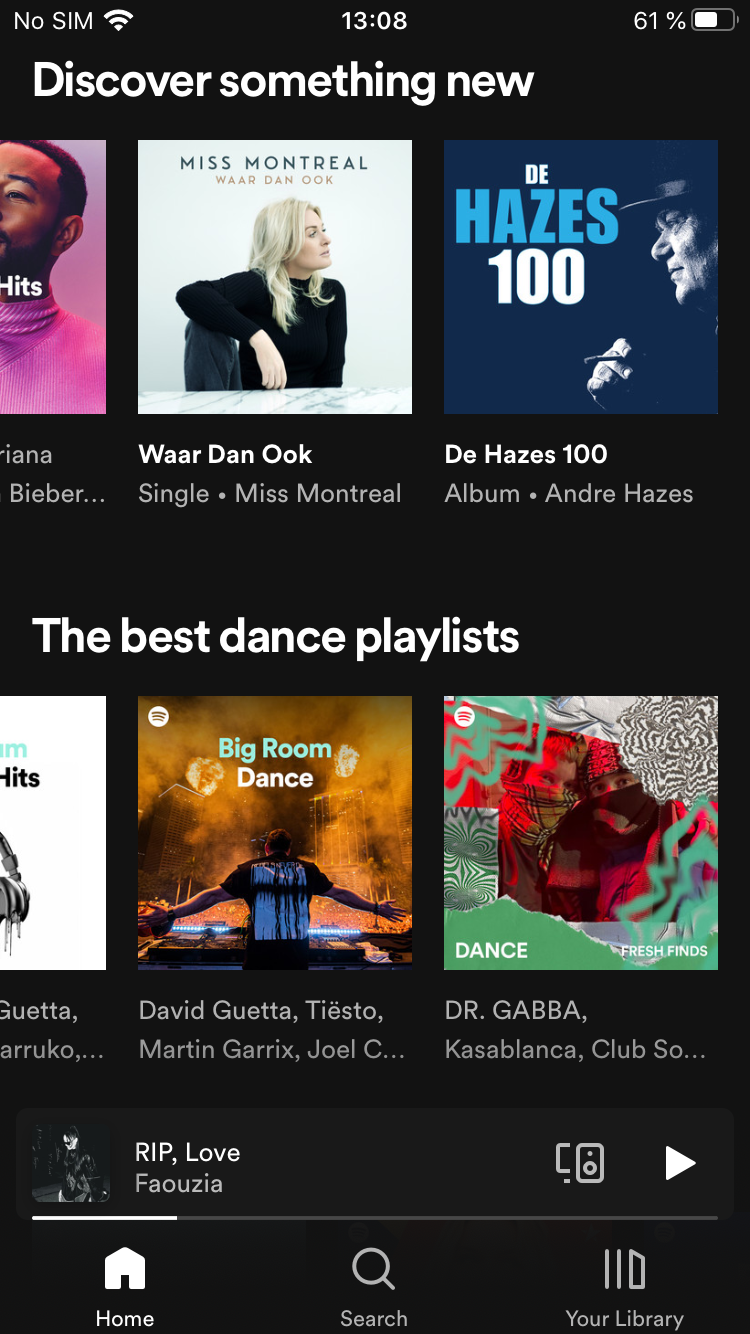 No SIM 13:08 61 %
Discover something new
Hits
MISS MONTREAL
WAAR DAN OOK
DE
HAZES
100
riana
Bieber...
Waar Dan Ook
Single • Miss Montreal
De Hazes 100
Album • Andre Hazes
The best dance playlists
um
Hits
Big Room
Dance
DANCE
FRESH FINDS
Guetta,
arruko,...
David Guetta, Tiësto,
Martin Garrix, Joel C...
DR. GABBA,
Kasablanca, Club So...
RIP, Love
Faouzia
Home
Search
Your Library